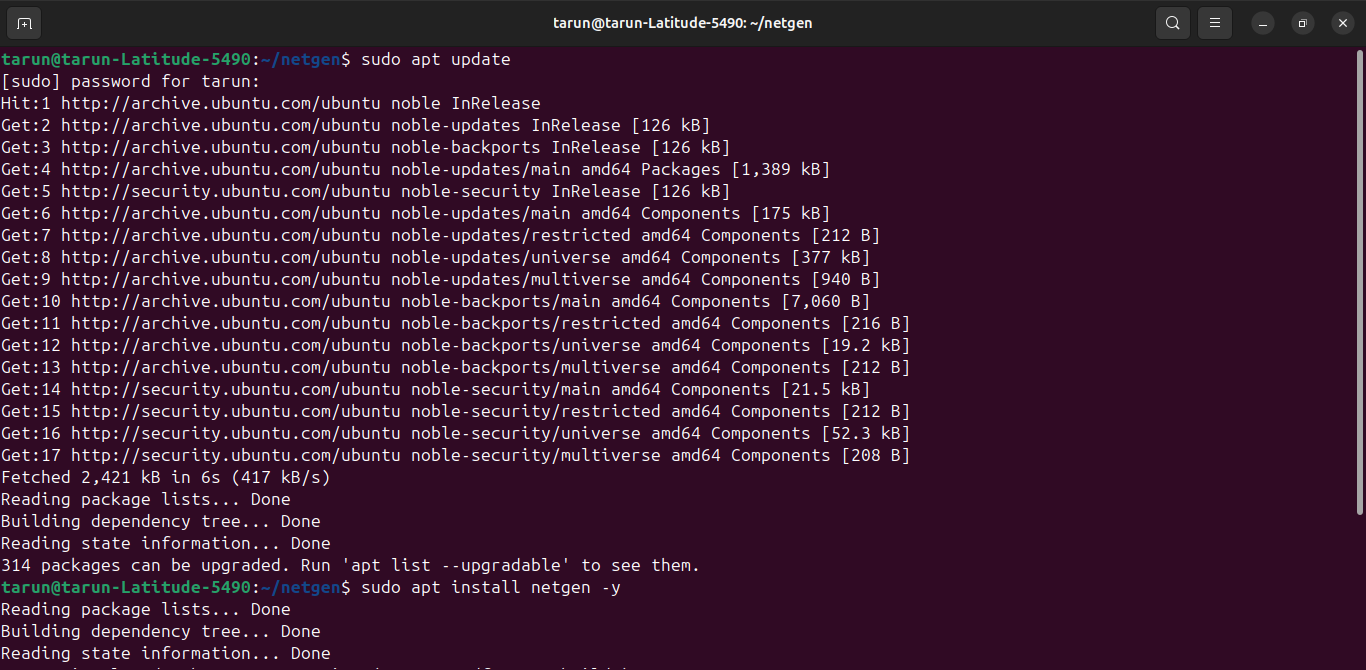 tarun@tarun-Latitude-5490: ~/netgen
tarun@tarun-Latitude-5490:~/netgen$ sudo apt update
[sudo] password for tarun:
Hit:1 http://archive.ubuntu.com/ubuntu noble InRelease
Get:2 http://archive.ubuntu.com/ubuntu noble-updates InRelease [126 kB]
Get:3 http://archive.ubuntu.com/ubuntu noble-backports InRelease [126 kB]
Get:4 http://archive.ubuntu.com/ubuntu noble-updates/main amd64 Packages [1,389 kB]
Get:5 http://security.ubuntu.com/ubuntu noble-security InRelease [126 kB]
Get:6 http://archive.ubuntu.com/ubuntu noble-updates/main amd64 Components [175 kB]
Get:7 http://archive.ubuntu.com/ubuntu noble-updates/restricted amd64 Components [212 B]
Get:8 http://archive.ubuntu.com/ubuntu noble-updates/universe amd64 Components [377 kB]
Get:9 http://archive.ubuntu.com/ubuntu noble-updates/multiverse amd64 Components [940 B]
Get:10 http://archive.ubuntu.com/ubuntu noble-backports/main amd64 Components [7,060 B]
Get:11 http://archive.ubuntu.com/ubuntu noble-backports/restricted amd64 Components [216 B]
Get:12 http://archive.ubuntu.com/ubuntu noble-backports/universe amd64 Components [19.2 kB]
Get:13 http://archive.ubuntu.com/ubuntu noble-backports/multiverse amd64 Components [212 B]
Get:14 http://security.ubuntu.com/ubuntu noble-security/main amd64 Components [21.5 kB]
Get:15 http://security.ubuntu.com/ubuntu noble-security/restricted amd64 Components [212 B]
Get:16 http://security.ubuntu.com/ubuntu noble-security/universe amd64 Components [52.3 kB]
Get:17 http://security.ubuntu.com/ubuntu noble-security/multiverse amd64 Components [208 B]
Fetched 2,421 kB in 6s (417 kB/s)
Reading package lists... Done
Building dependency tree... Done
Reading state information... Done
314 packages can be upgraded. Run 'apt list --upgradable' to see them.
tarun@tarun-Latitude-5490:~/netgen$ sudo apt install netgen -y
Reading package lists... Done
Building dependency tree... Done
Reading state information... Done